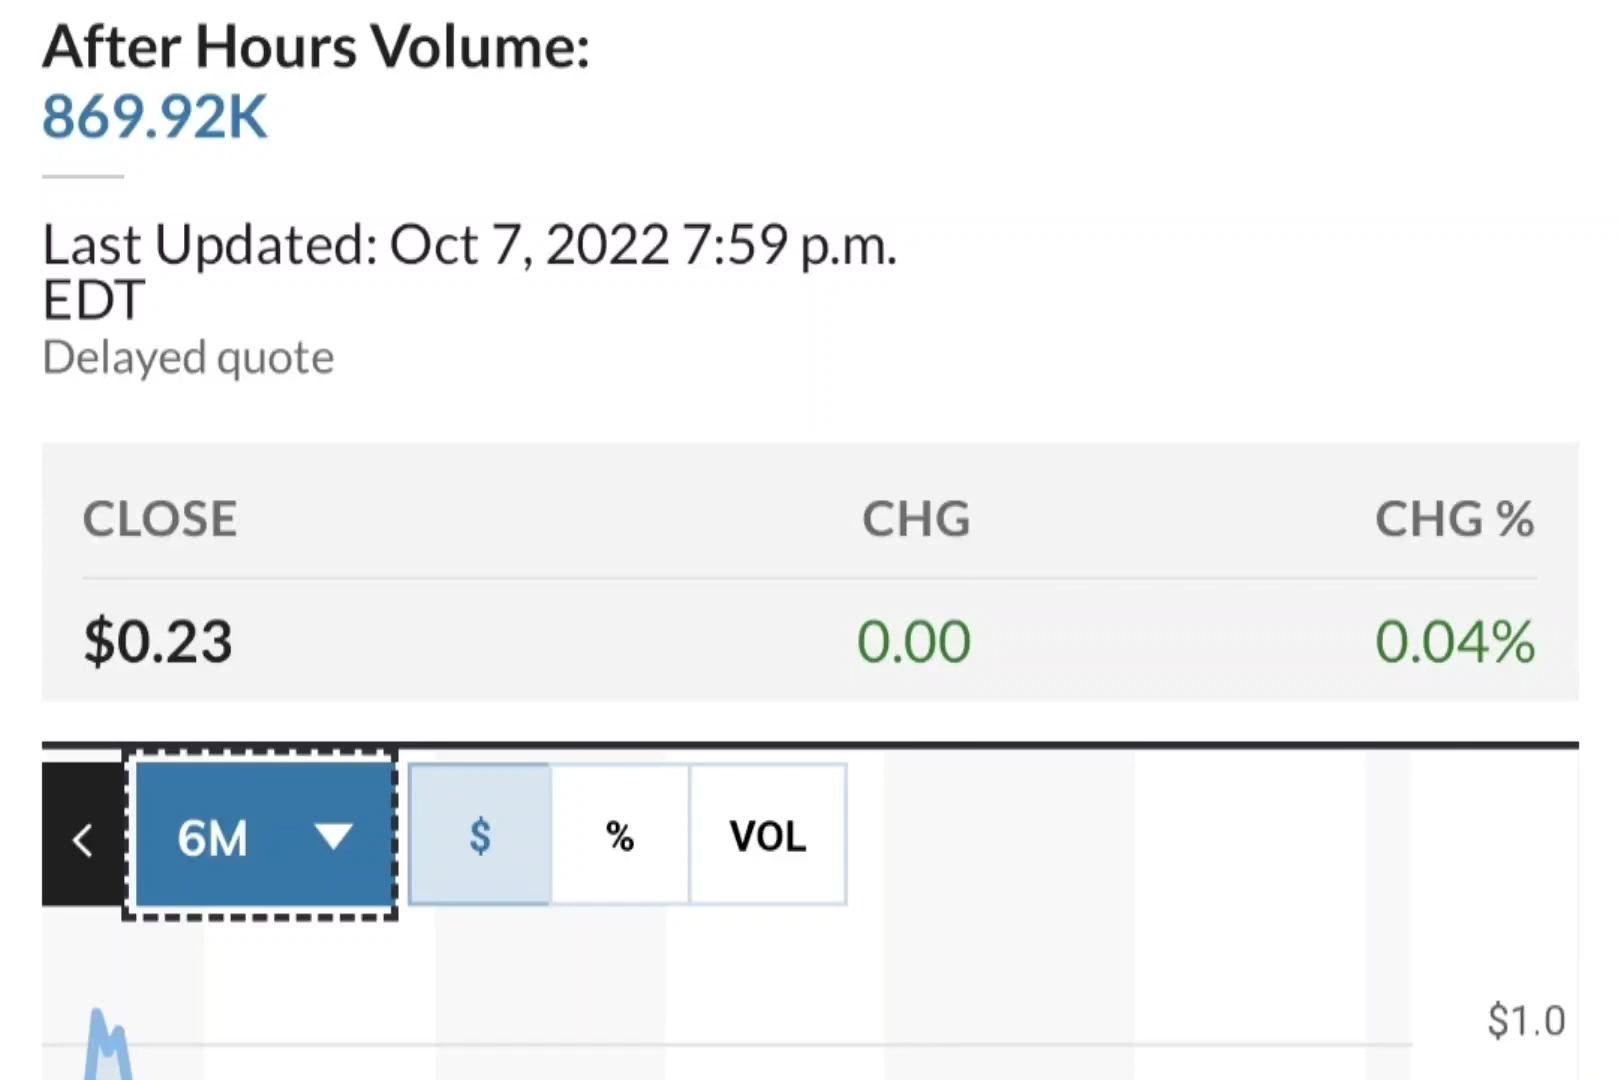 After Hours Volume:
869.92K
Last Updated: Oct 7, 2022 7:59 p.m.
EDT
Delayed quote
CLOSE CHG CHG %
$0.23 0.00 0.04%
6M $ % VOL
$1.0